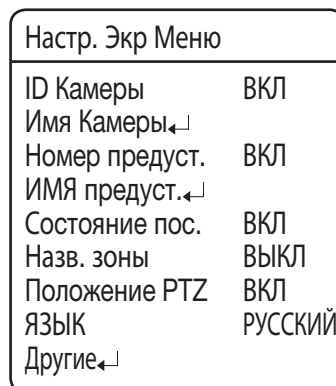 Настр. Экр Меню
ID Камеры ВКЛ
Имя Камеры↵
Номер предуст. ВКЛ
ИМЯ предуст.↵
Состояние пос. ВКЛ
Назв. зоны ВЫКЛ
Положение PTZ ВКЛ
ЯЗЫК РУССКИЙ
Другие↵